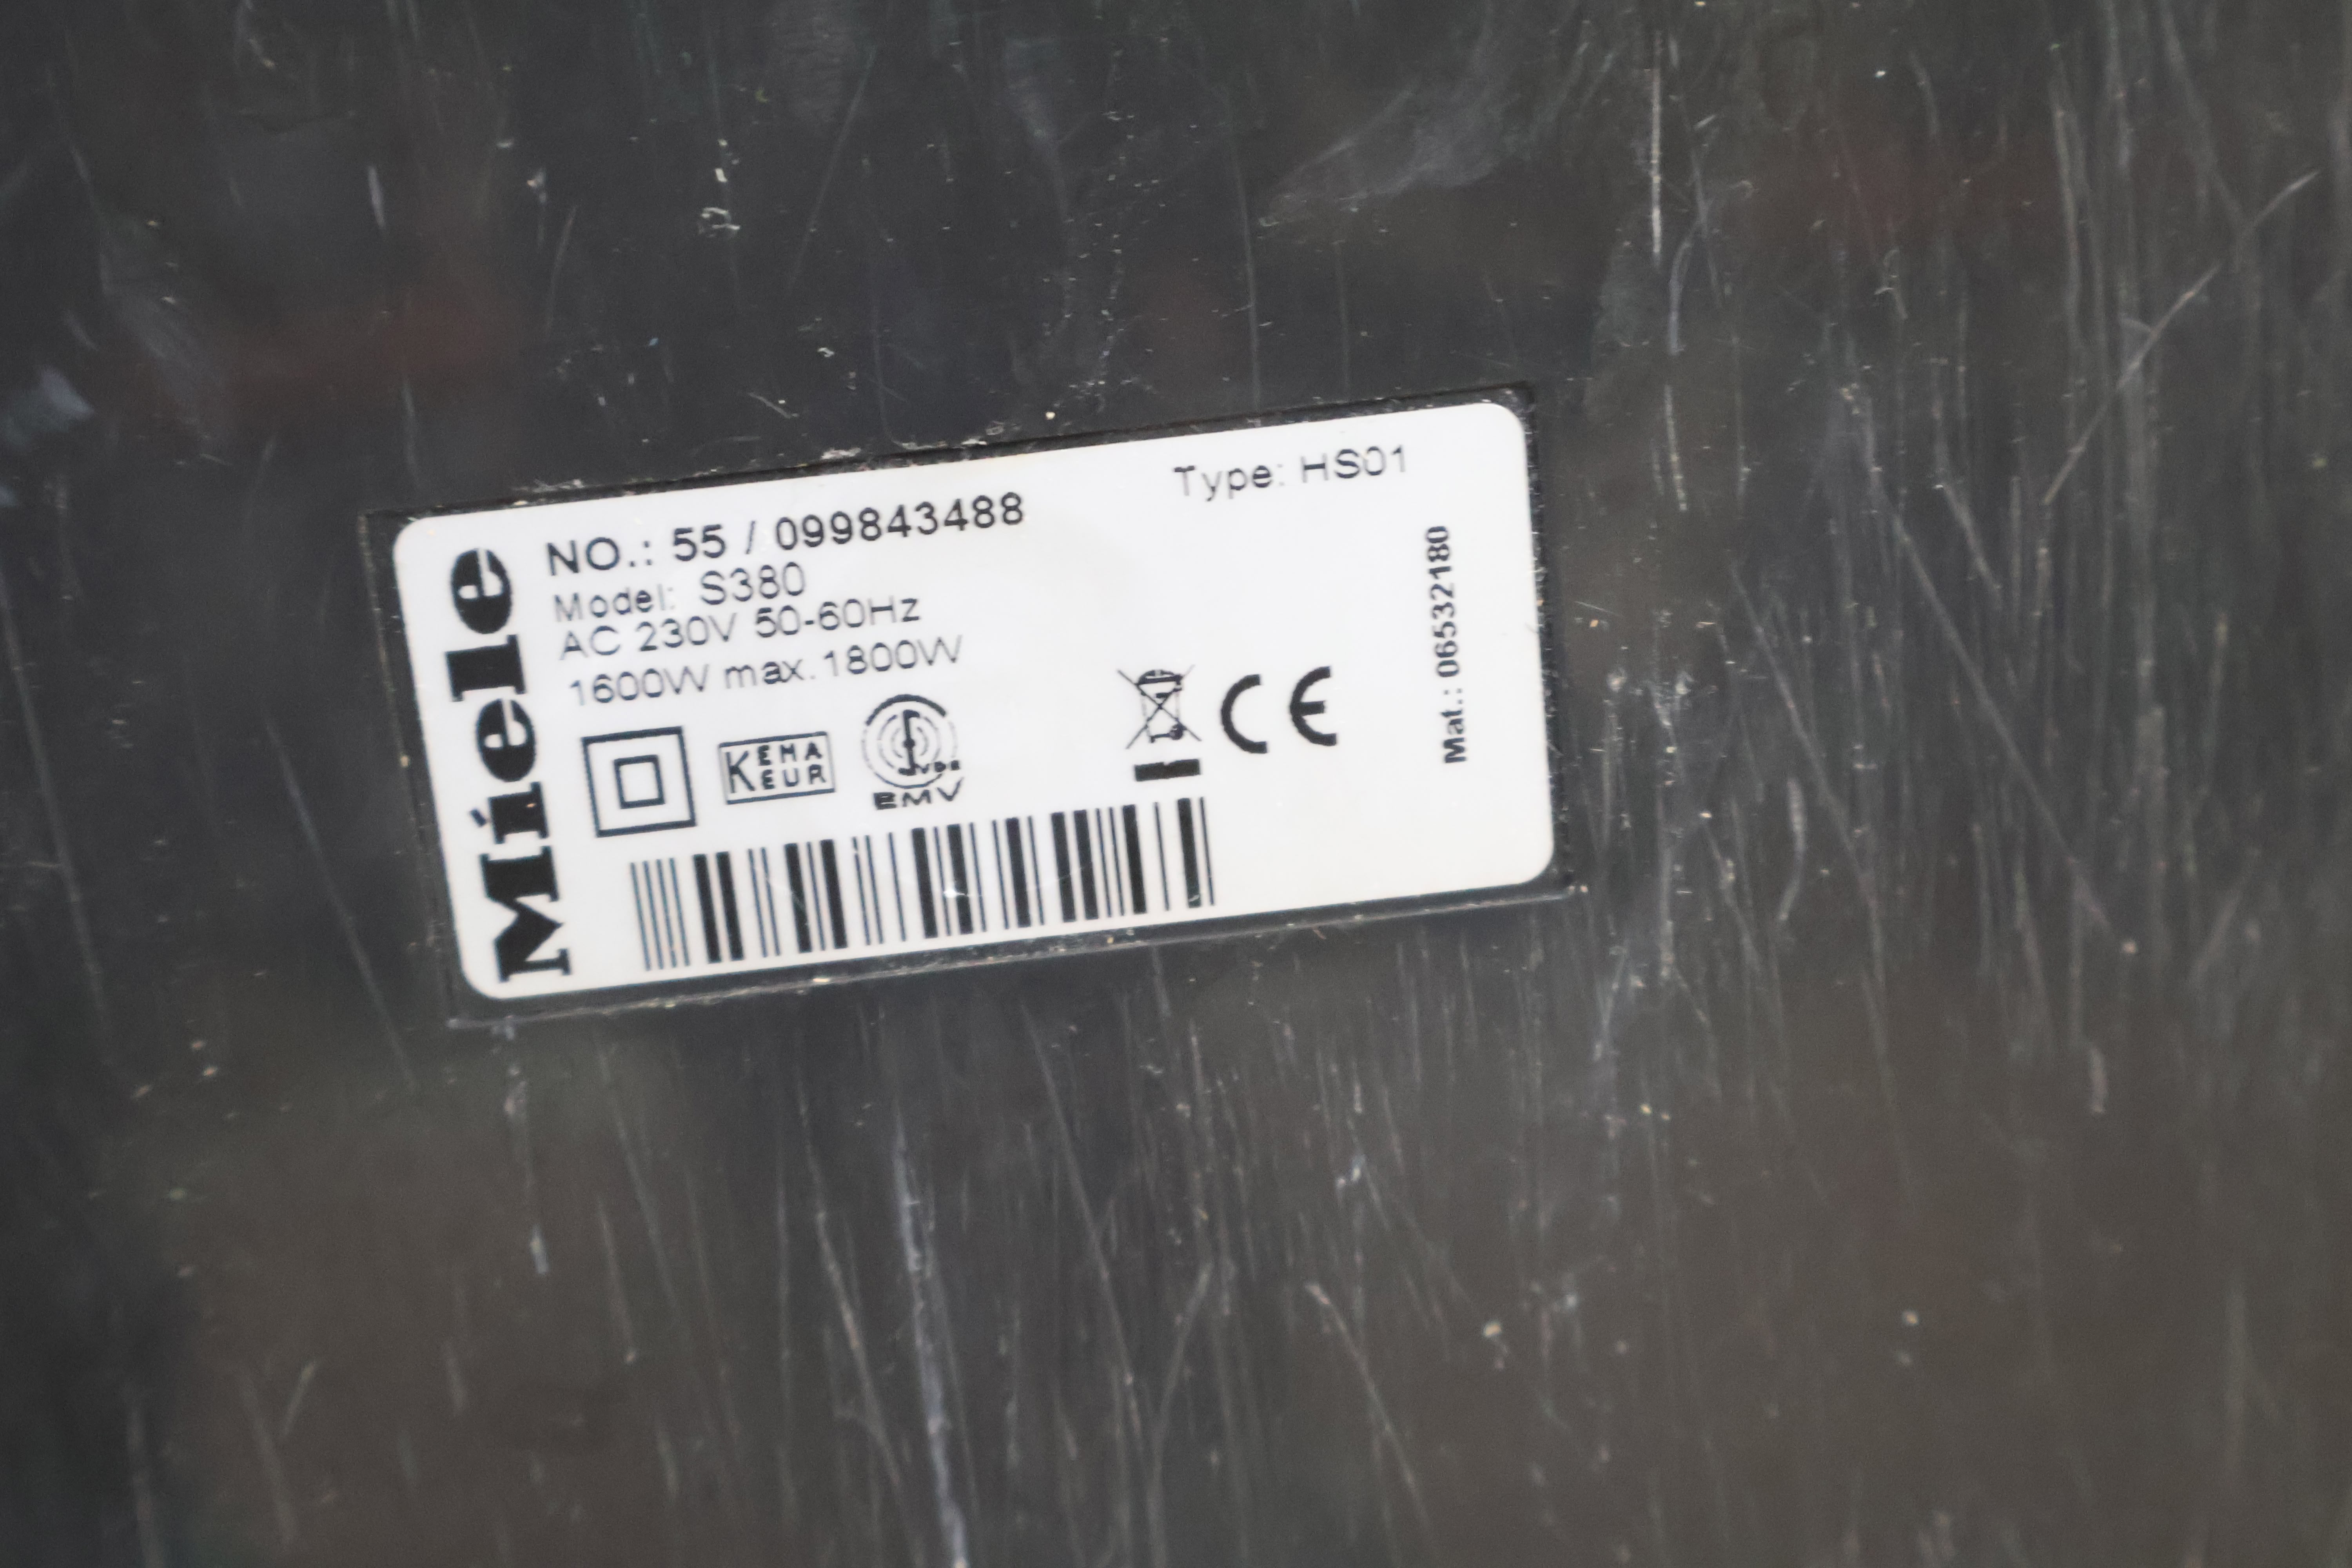 Miele
NO.: 55 / 099843488
Type: HS01
Model: S380
AC 230V 50-60Hz
1600W max.1800W
KEMA
KEUR
VDE
EMV
CE
Mat.: 06532180